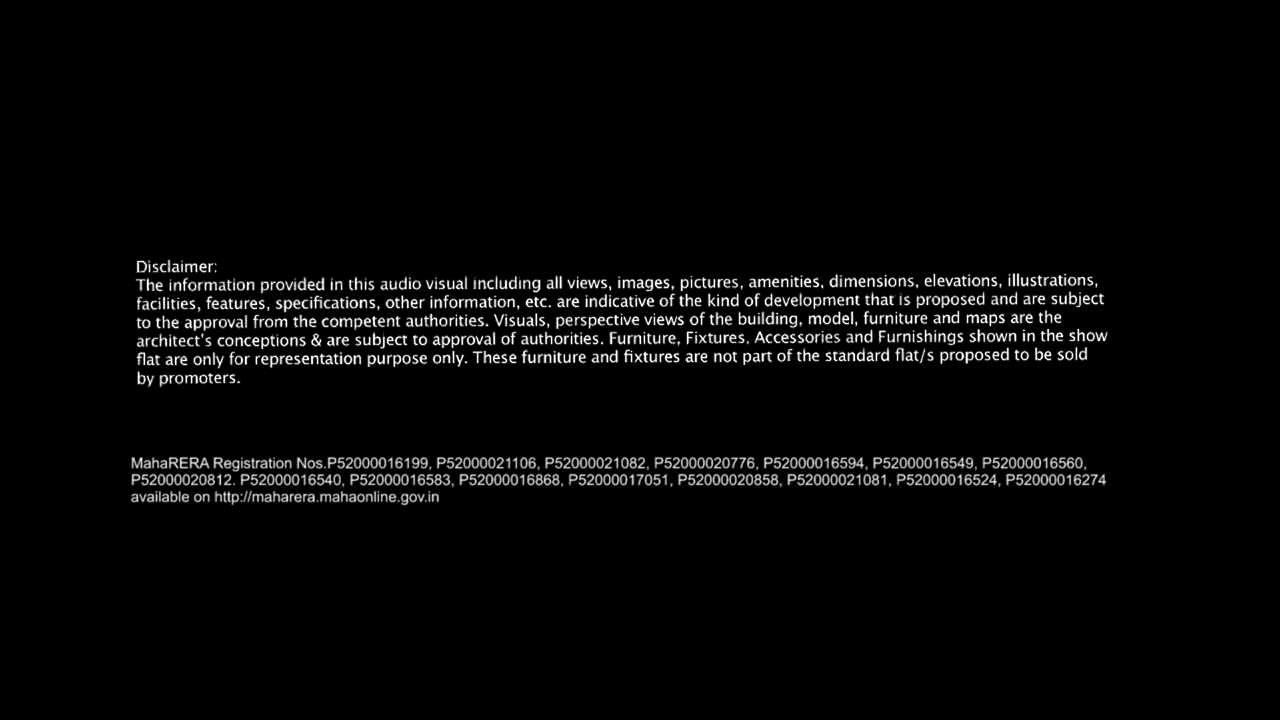 Disclaimer:
The information provided in this audio visual including all views, images, pictures, amenities, dimensions, elevations, illustrations,
facilities, features, specifications, other information, etc. are indicative of the kind of development that is proposed and are subject
to the approval from the competent authorities. Visuals, perspective views of the building, model, furniture and maps are the
architect's conceptions & are subject to approval of authorities. Furniture, Fixtures, Accessories and Furnishings shown in the show
flat are only for representation purpose only. These furniture and fixtures are not part of the standard flat/s proposed to be sold
by promoters.
MahaRERA Registration Nos.P52000016199, P52000021106, P52000021082, P52000020776, P52000016594, P52000016549, P52000016560,
P52000020812. P52000016540, P52000016583, P52000016868, P52000017051, P52000020858, P52000021081, P52000016524, P52000016274
available on http://maharera.mahaonline.gov.in